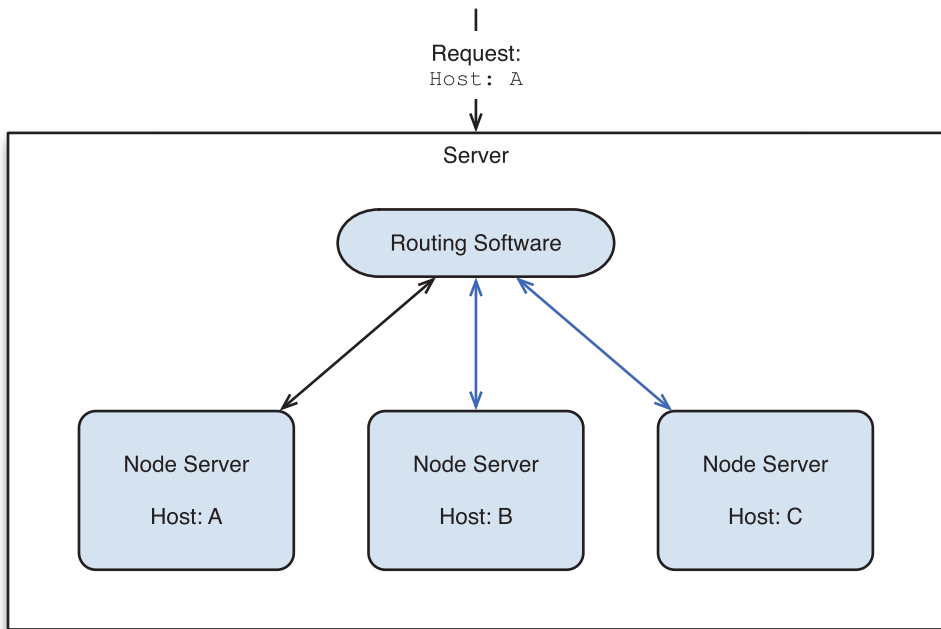 Request:
Host: A
Server
Routing Software
Node Server
Host: A
Node Server
Host: B
Node Server
Host: C